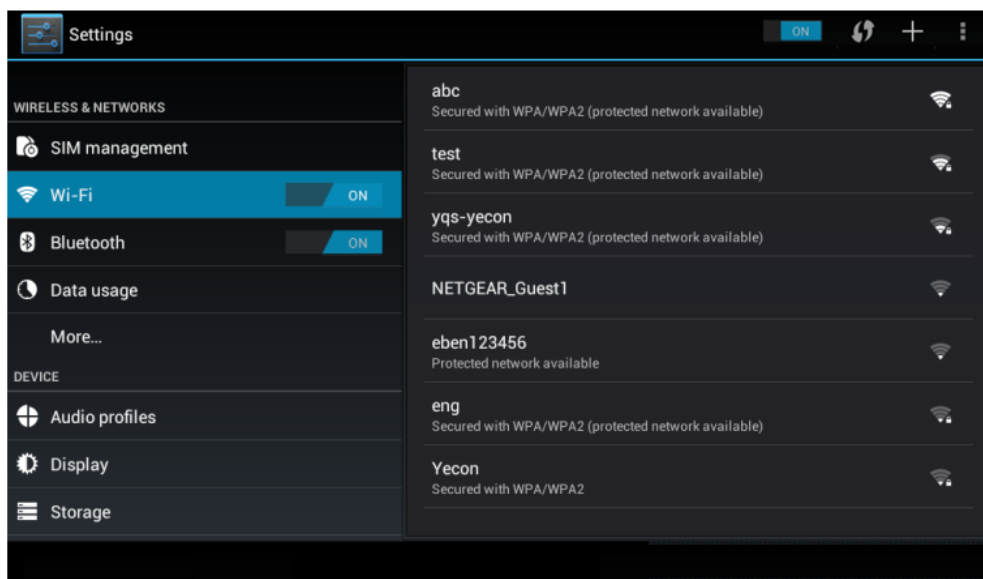 Settings
ON
WIRELESS & NETWORKS
SIM management
Wi-Fi ON
Bluetooth ON
Data usage
More...
DEVICE
Audio profiles
Display
Storage
abc
Secured with WPA/WPA2 (protected network available)
test
Secured with WPA/WPA2 (protected network available)
yqs-yecon
Secured with WPA/WPA2 (protected network available)
NETGEAR_Guest1
eben123456
Protected network available
eng
Secured with WPA/WPA2 (protected network available)
Yecon
Secured with WPA/WPA2